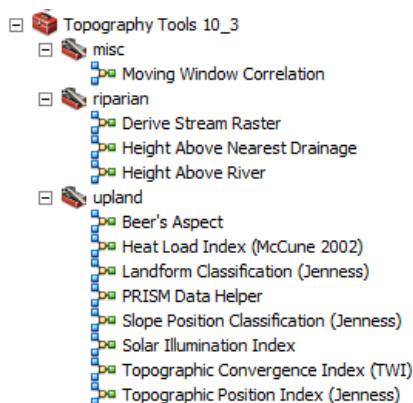 Topography Tools 10_3
misc
Moving Window Correlation
riparian
Derive Stream Raster
Height Above Nearest Drainage
Height Above River
upland
Beer's Aspect
Heat Load Index (McCune 2002)
Landform Classification (Jenness)
PRISM Data Helper
Slope Position Classification (Jenness)
Solar Illumination Index
Topographic Convergence Index (TWI)
Topographic Position Index (Jenness)